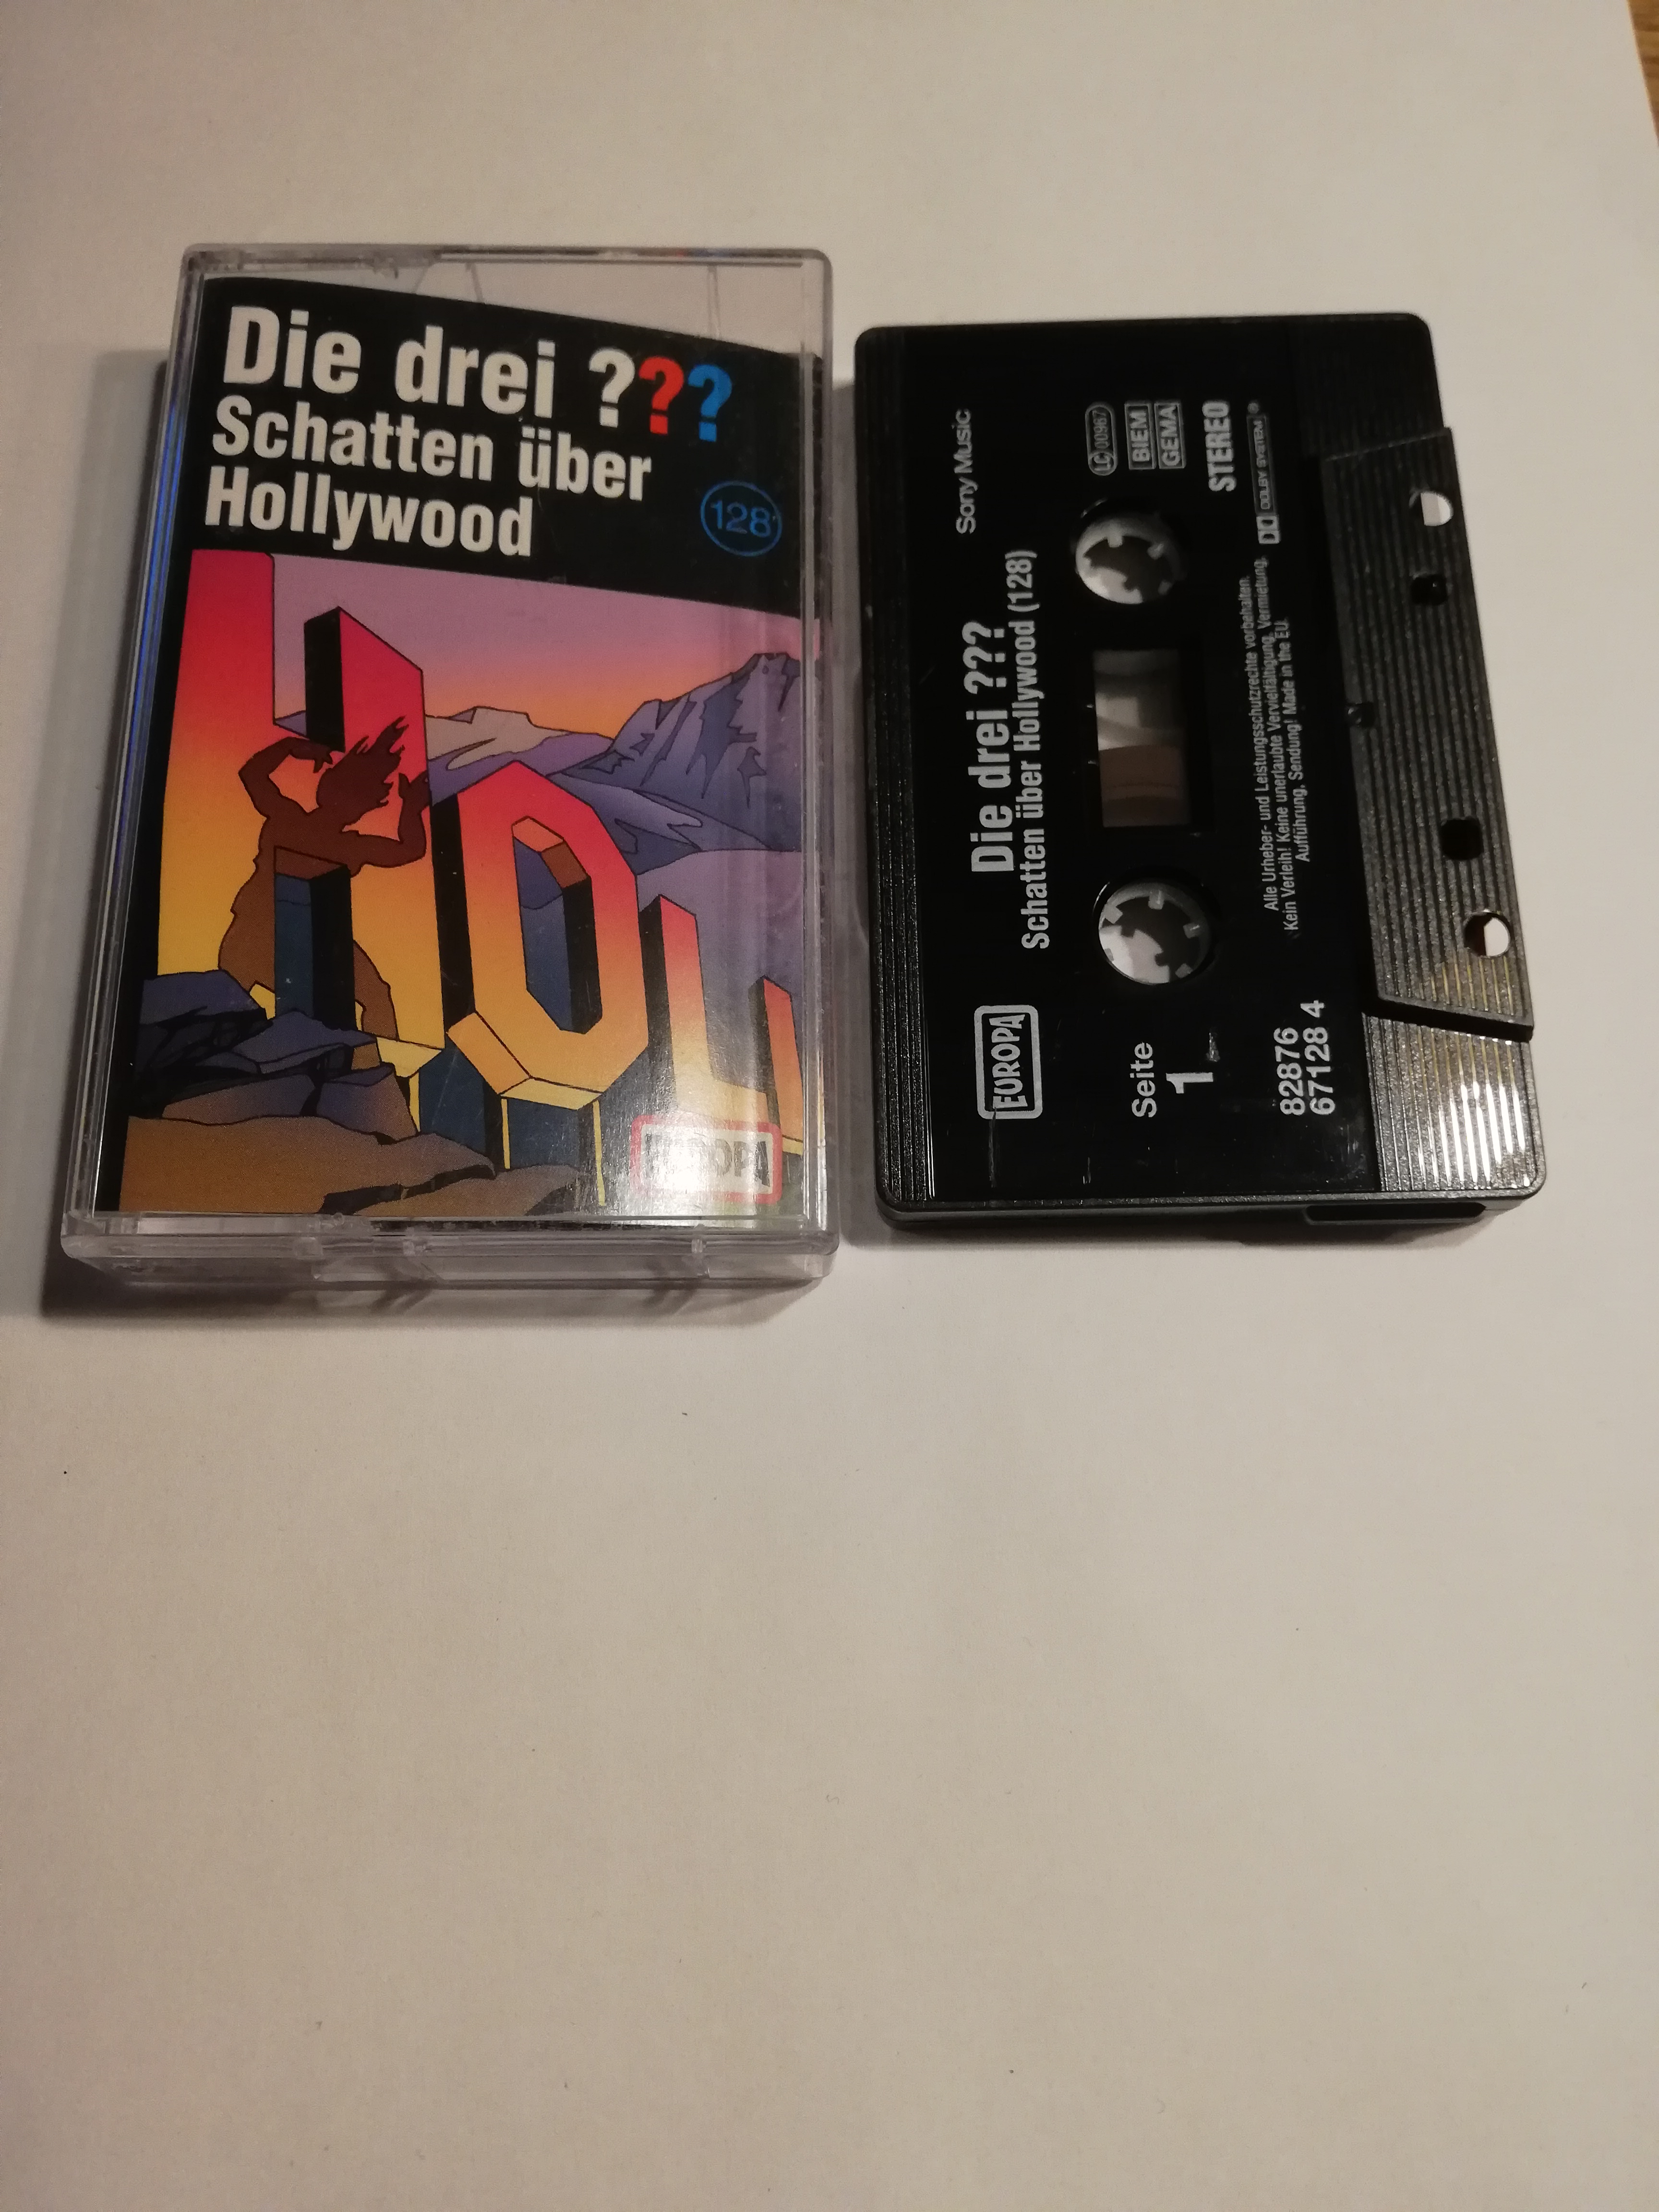 Die drei ???
Schatten über
Hollywood
128
HOLL
EUROPA
EUROPA
Die drei ???
Schatten über Hollywood (128)
Sony Music
Seite
1
LC 00967
BIEM
GEMA
STEREO
DOLBY SYSTEM®
82876
67128 4
Alle Urheber- und Leistungsschutzrechte vorbehalten.
Kein Verleih! Keine unerlaubte Vervielfältigung, Vermietung,
Aufführung, Sendung! Made in the EU.